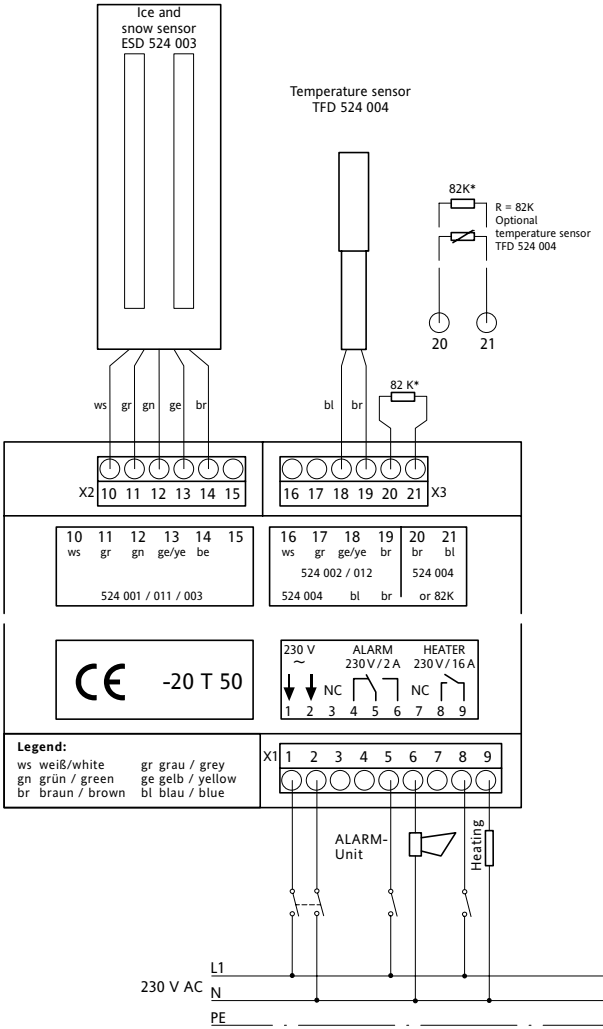 Ice and
snow sensor
ESD 524 003
Temperature sensor
TFD 524 004
82K*
R = 82K
Optional
temperature sensor
TFD 524 004
20 21
ws gr gn ge br
bl br
82 K*
X2 10 11 12 13 14 15
16 17 18 19 20 21 X3
10 11 12 13 14 15
ws gr gn ge/ye be
524 001 / 011 / 003
16 17 18 19 20 21
ws gr ge/ye br br bl
524 002 / 012 524 004
524 004 bl br or 82K
CE -20 T 50
230 V ALARM HEATER
~ 230 V / 2 A 230 V / 16 A
NC NC
1 2 3 4 5 6 7 8 9
Legend:
ws weiß/white gr grau / grey
gn grün / green ge gelb / yellow
br braun / brown bl blau / blue
X1 1 2 3 4 5 6 7 8 9
ALARM-
Unit
Heating
L1
230 V AC N
PE